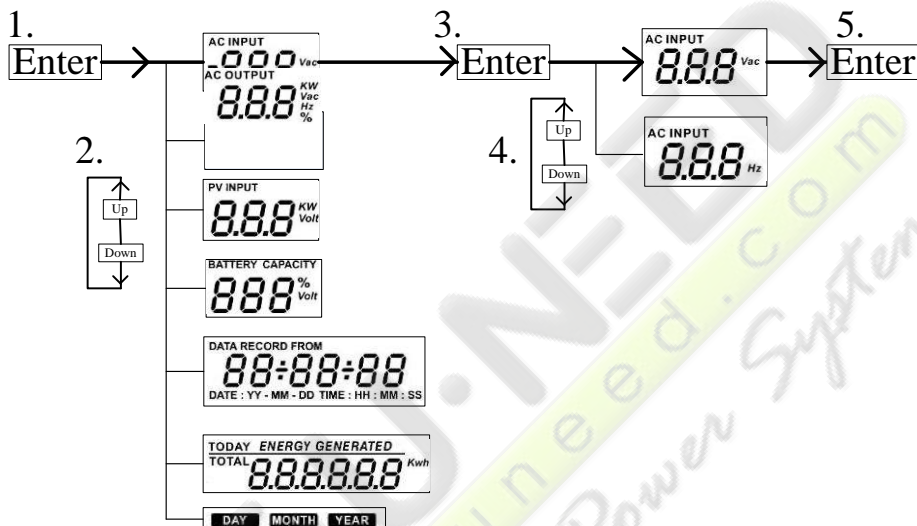 1.
Enter
AC INPUT
_000 Vac
AC OUTPUT
8.8.8 KW
Vac
Hz
%
2.
Up
Down
PV INPUT
8.8.8 KW
Volt
BATTERY CAPACITY
888 %
Volt
DATA RECORD FROM
88÷88÷88
DATE : YY - MM - DD TIME : HH : MM : SS
TODAY ENERGY GENERATED
TOTAL 8.8.8.8.8.8 Kwh
DAY MONTH YEAR
3.
Enter
4.
Up
Down
AC INPUT
8.8.8 Vac
AC INPUT
8.8.8 Hz
5.
Enter